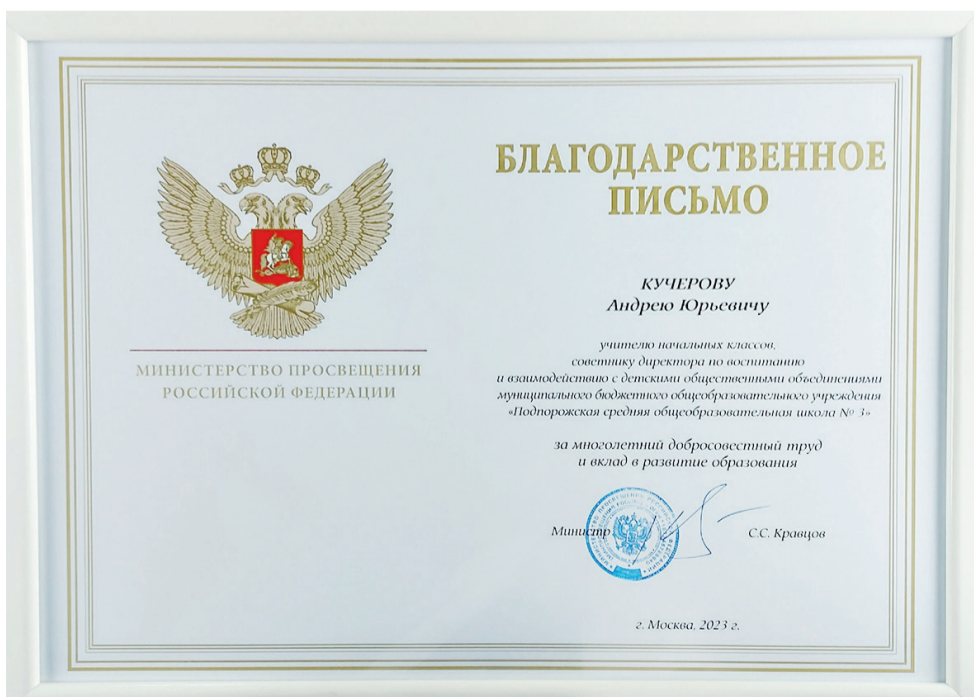 МИНИСТЕРСТВО ПРОСВЕЩЕНИЯ
РОССИЙСКОЙ ФЕДЕРАЦИИ
БЛАГОДАРСТВЕННОЕ
ПИСЬМО
КУЧЕРОВУ
Андрею Юрьевичу
учителю начальных классов,
советнику директора по воспитанию
и взаимодействию с детскими общественными объединениями
муниципального бюджетного общеобразовательного учреждения
«Подпорожская средняя общеобразовательная школа № 3»
за многолетний добросовестный труд
и вклад в развитие образования
Министр
С.С. Кравцов
г. Москва, 2023 г.